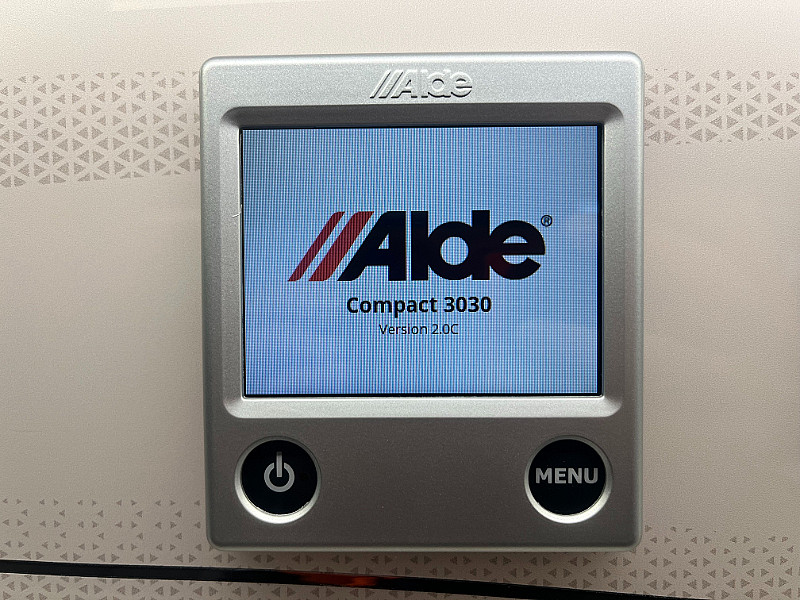 Alde
Alde®
Compact 3030
Version 2.0C
MENU